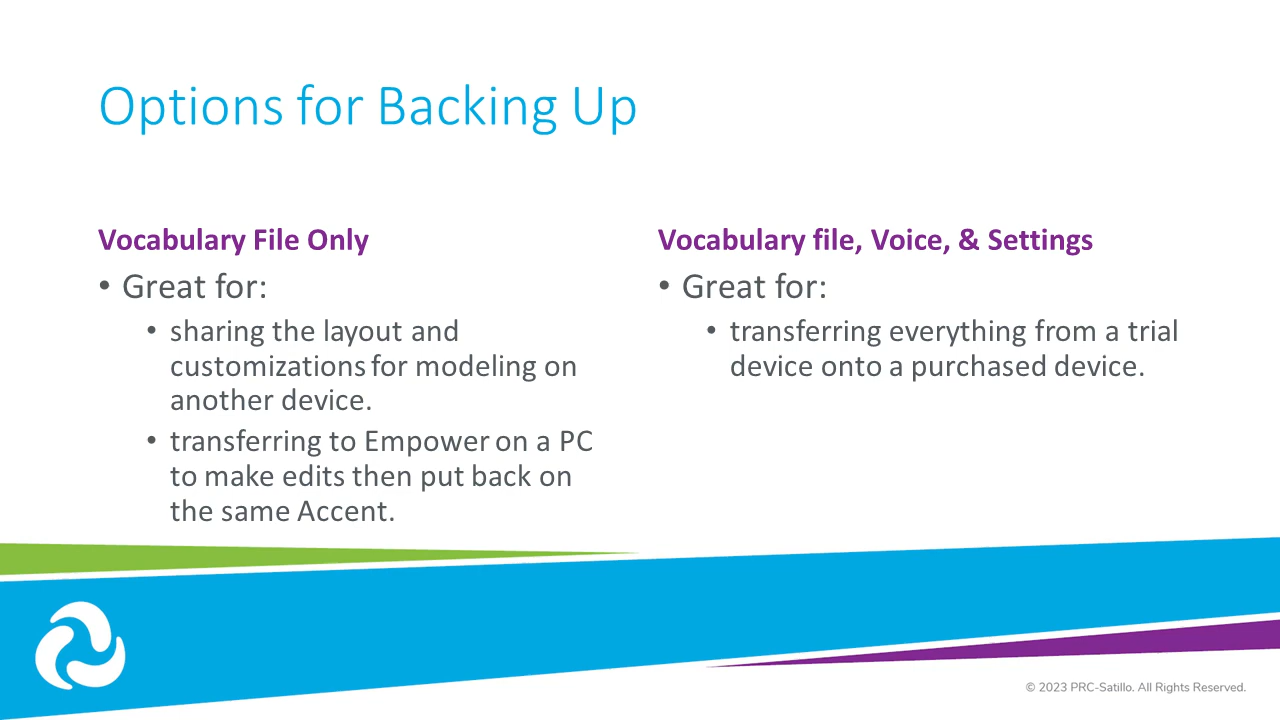 Options for Backing Up
Vocabulary File Only
• Great for:
• sharing the layout and
customizations for modeling on
another device.
• transferring to Empower on a PC
to make edits then put back on
the same Accent.
Vocabulary file, Voice, & Settings
• Great for:
• transferring everything from a trial
device onto a purchased device.
© 2023 PRC-Satillo. All Rights Reserved.